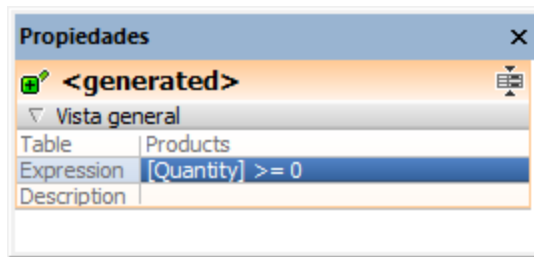 Propiedades
<generated>
Vista general
Table Products
Expression [Quantity] >= 0
Description